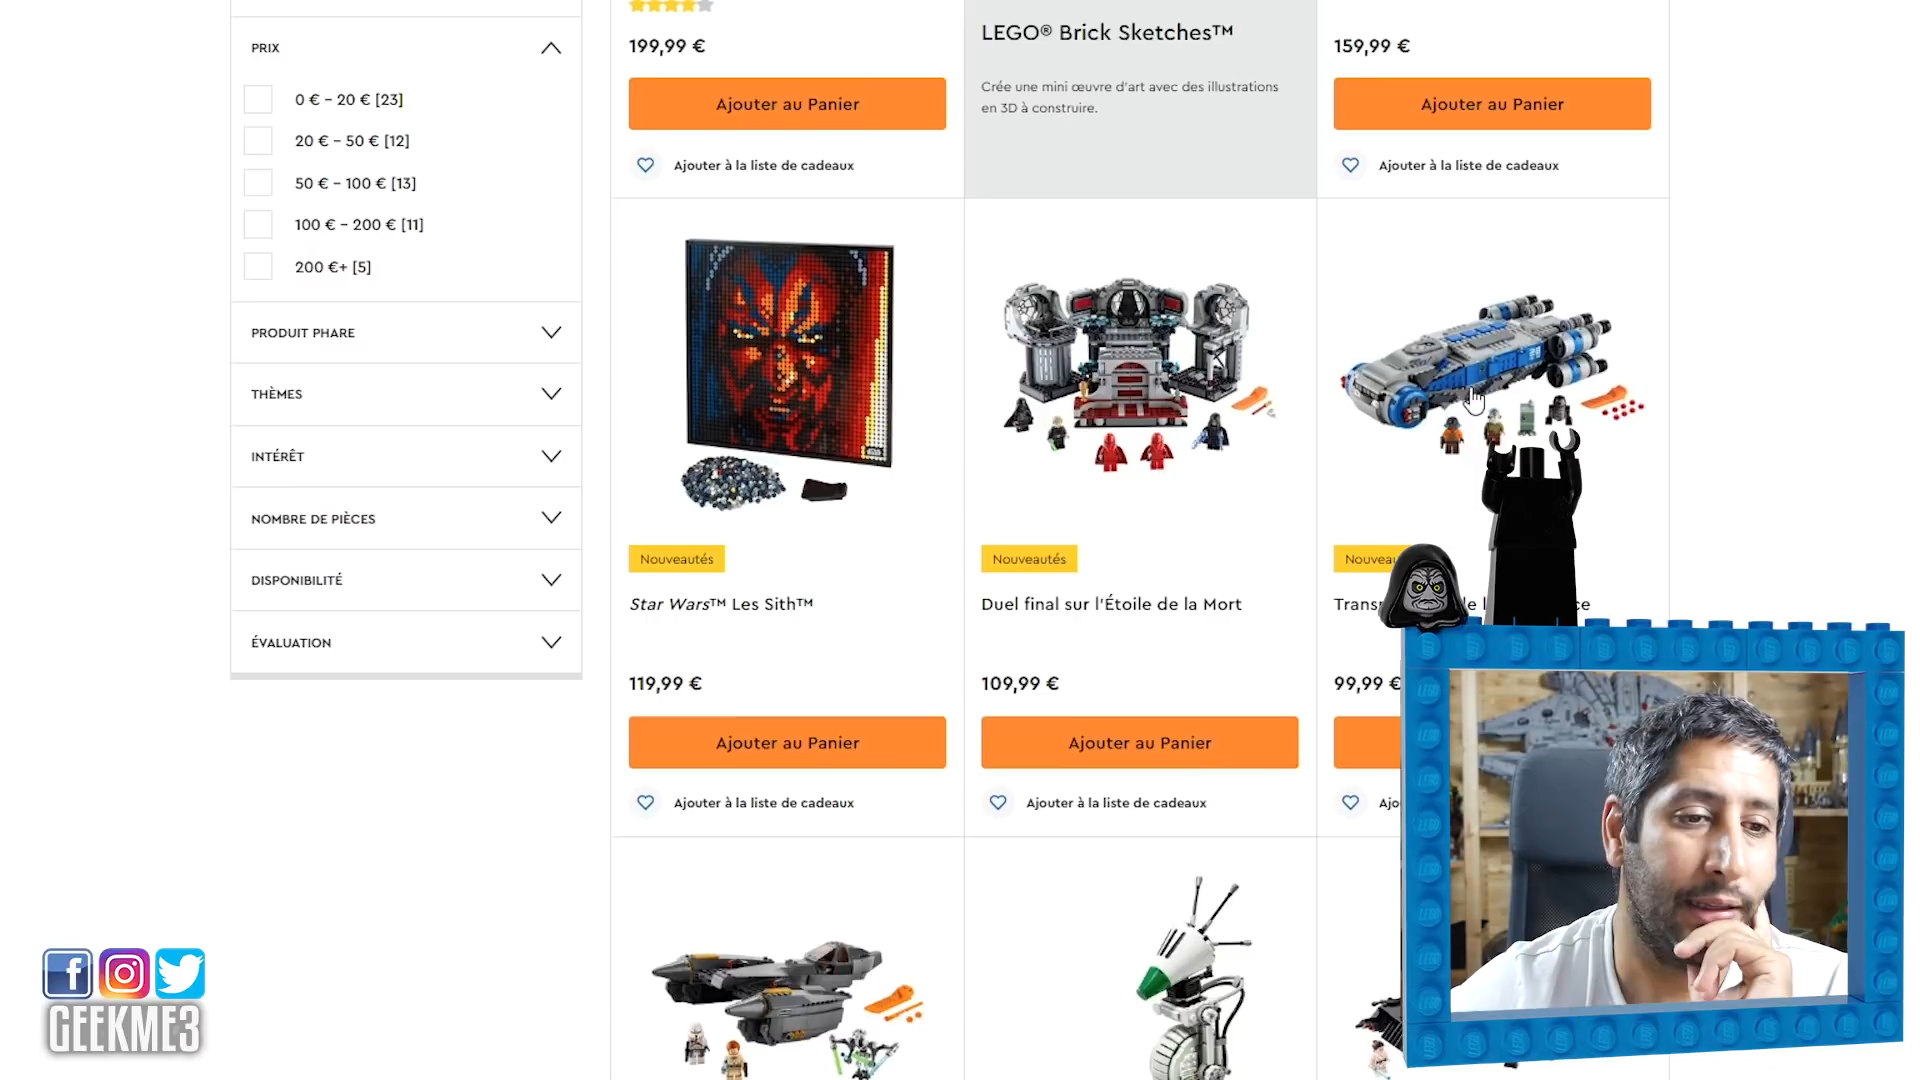 PRIX
0 € – 20 € [23]
20 € – 50 € [12]
50 € – 100 € [13]
100 € – 200 € [11]
200 €+ [5]
PRODUIT PHARE
THÈMES
INTÉRÊT
NOMBRE DE PIÈCES
DISPONIBILITÉ
ÉVALUATION
199,99 €
Ajouter au Panier
Ajouter à la liste de cadeaux
LEGO® Brick Sketches™
Crée une mini œuvre d'art avec des illustrations
en 3D à construire.
159,99 €
Ajouter au Panier
Ajouter à la liste de cadeaux
Nouveautés
Star Wars™ Les Sith™
119,99 €
Ajouter au Panier
Ajouter à la liste de cadeaux
Nouveautés
Duel final sur l'Étoile de la Mort
109,99 €
Ajouter au Panier
Ajouter à la liste de cadeaux
99,99 €
GEEKME3